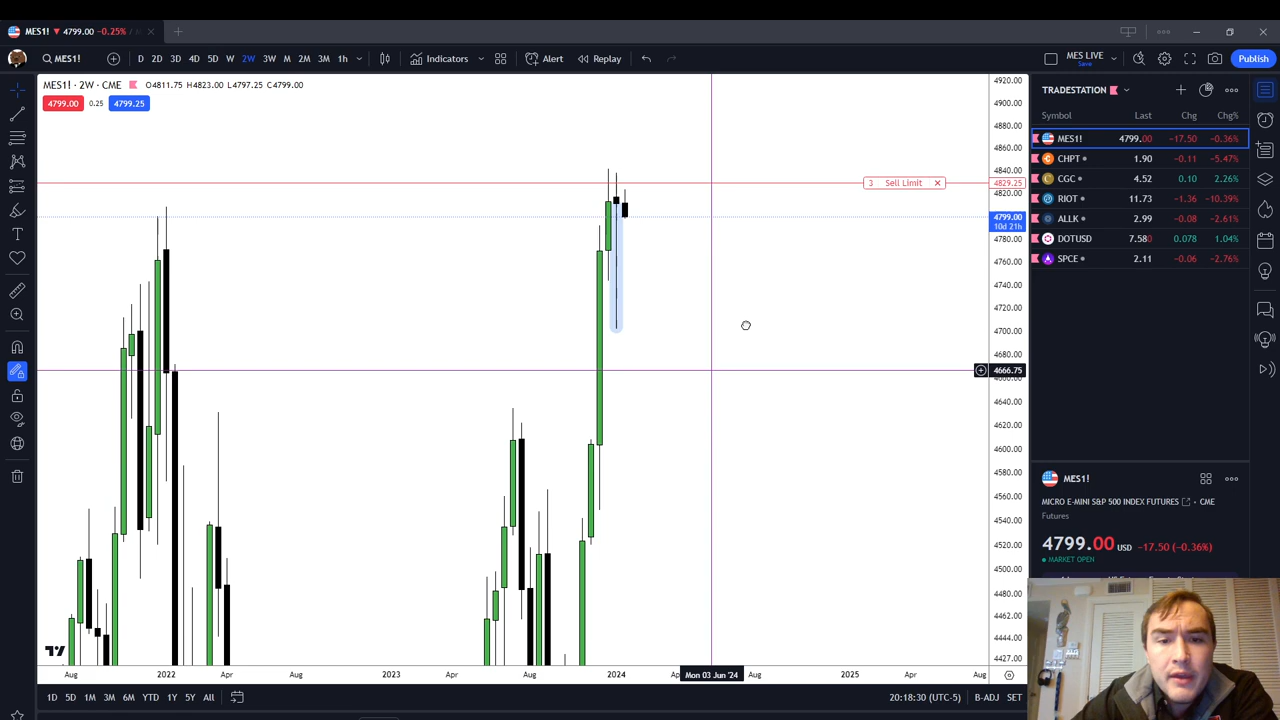 MES1! ▼ 4799.00 -0.25% /
MES1! D 2D 3D 4D 5D W 2W 3W M 2M 3M 1h Indicators Alert Replay MES LIVE Save Publish
MES1! · 2W · CME O4811.75 H4823.00 L4797.25 C4799.00
4799.00 0.25 4799.25
3 Sell Limit ×
4920.00
4900.00
4880.00
4860.00
4840.00
4829.25
4820.00
4799.00
10d 21h
4780.00
4760.00
4740.00
4720.00
4700.00
4680.00
4666.75
4660.00
4640.00
4620.00
4600.00
4580.00
4560.00
4540.00
4520.00
4500.00
4480.00
4462.00
4444.00
4427.00
Aug 2022 Apr Aug 2023 Apr Aug 2024 Ap Mon 03 Jun '24 Aug 2025 Apr Aug
1D 5D 1M 3M 6M YTD 1Y 5Y All 20:18:30 (UTC-5) B-ADJ SET
TRADESTATION
Symbol Last Chg Chg%
MES1! 4799.00 −17.50 −0.36%
CHPT 1.90 −0.11 −5.47%
CGC 4.52 0.10 2.26%
RIOT 11.73 −1.36 −10.39%
ALLK 2.99 −0.08 −2.61%
DOTUSD 7.580 0.078 1.04%
SPCE 2.11 −0.06 −2.76%
MES1!
MICRO E-MINI S&P 500 INDEX FUTURES · CME
Futures
4799.00 USD −17.50 (−0.36%)
MARKET OPEN